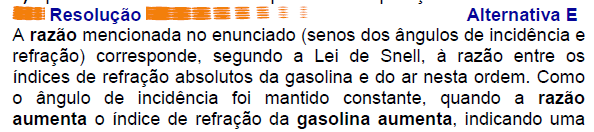 Resolução Alternativa E
A razão mencionada no enunciado (senos dos ângulos de incidência e
refração) corresponde, segundo a Lei de Snell, à razão entre os
índices de refração absolutos da gasolina e do ar nesta ordem. Como
o ângulo de incidência foi mantido constante, quando a razão
aumenta o índice de refração da gasolina aumenta, indicando uma